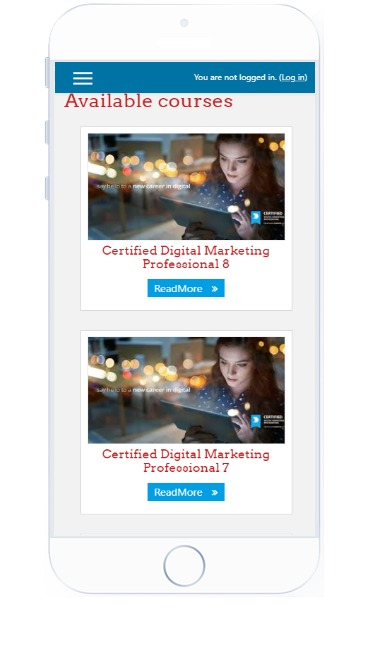 You are not logged in. (Log in)
Available courses
say hello to a new career in digital
CERTIFIED
Certified Digital Marketing
Professional 8
ReadMore »
say hello to a new career in digital
CERTIFIED
Certified Digital Marketing
Professional 7
ReadMore »